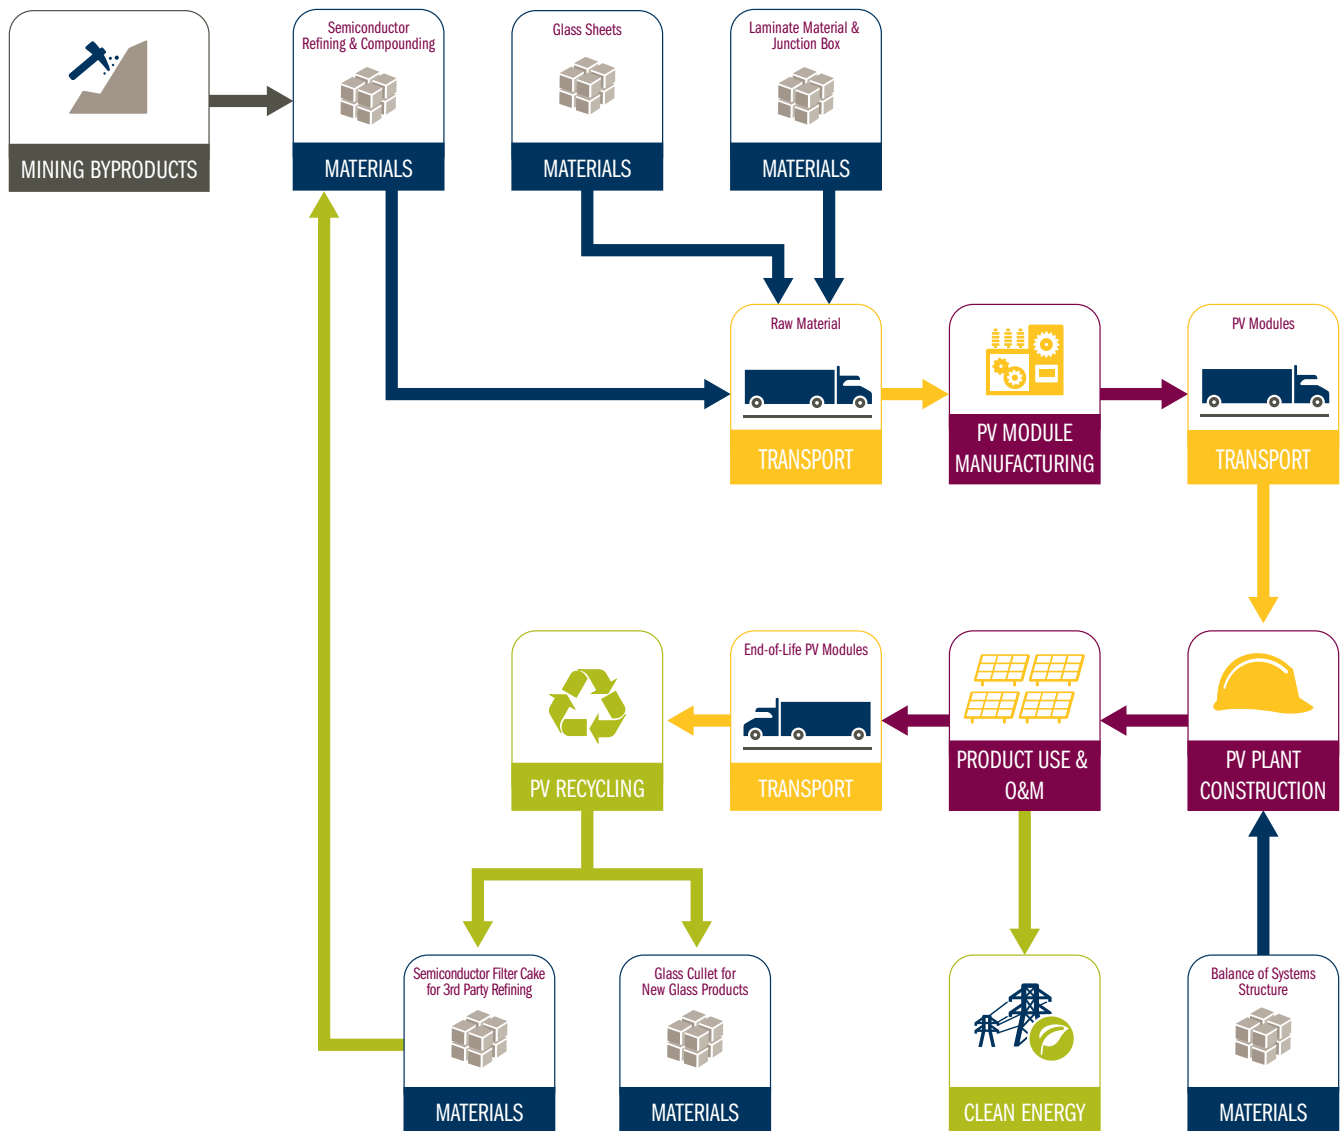 MINING BYPRODUCTS
Semiconductor
Refining & Compounding
MATERIALS
Glass Sheets
MATERIALS
Laminate Material &
Junction Box
MATERIALS
Raw Material
TRANSPORT
PV MODULE
MANUFACTURING
PV Modules
TRANSPORT
PV RECYCLING
End-of-Life PV Modules
TRANSPORT
PRODUCT USE &
O&M
PV PLANT
CONSTRUCTION
Semiconductor Filter Cake
for 3rd Party Refining
MATERIALS
Glass Cullet for
New Glass Products
MATERIALS
CLEAN ENERGY
Balance of Systems
Structure
MATERIALS